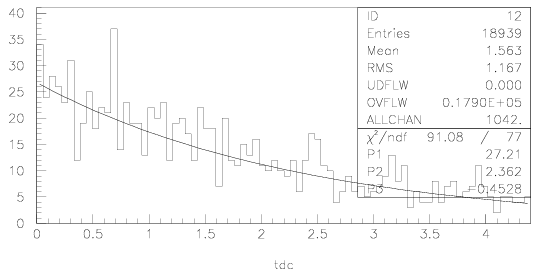 ID 12
Entries 18939
Mean 1.563
RMS 1.167
UDFLW 0.000
OVFLW 0.1790E+05
ALLCHAN 1042.
χ²/ndf 91.08 / 77
P1 27.21
P2 2.362
P3 0.4528
40
35
30
25
20
15
10
5
0
0 0.5 1 1.5 2 2.5 3 3.5 4
tdc